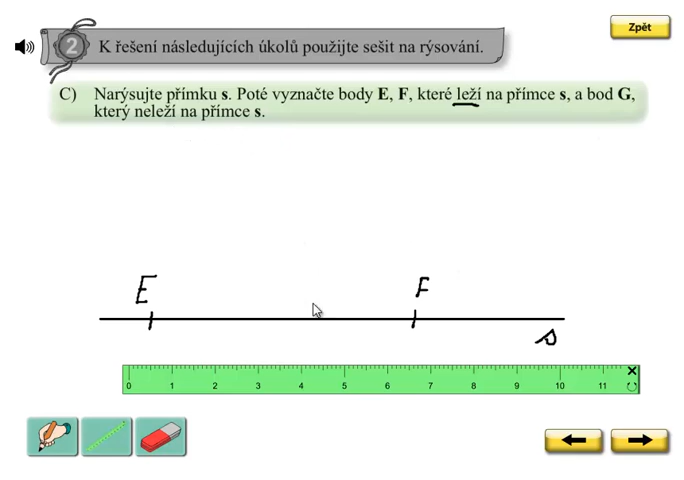 Zpět
2 K řešení následujících úkolů použijte sešit na rýsování.
C) Narýsujte přímku s. Poté vyznačte body E, F, které leží na přímce s, a bod G,
který neleží na přímce s.
E F
s
0 1 2 3 4 5 6 7 8 9 10 11